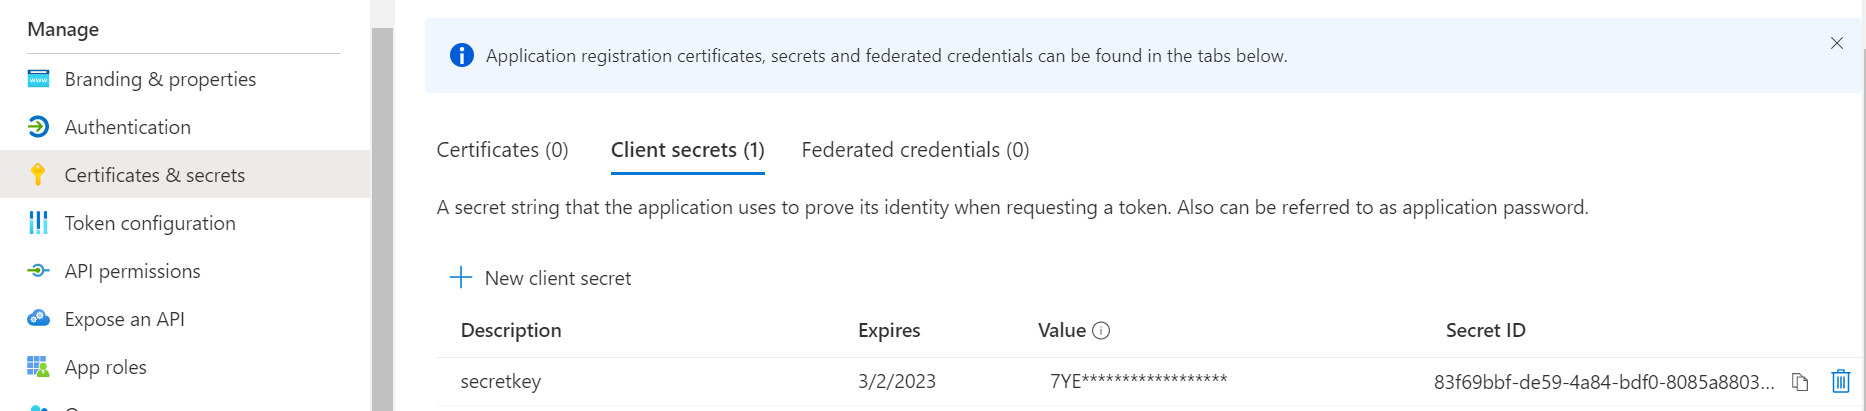 Manage
Branding & properties
Authentication
Certificates & secrets
Token configuration
API permissions
Expose an API
App roles
Application registration certificates, secrets and federated credentials can be found in the tabs below.
Certificates (0) Client secrets (1) Federated credentials (0)
A secret string that the application uses to prove its identity when requesting a token. Also can be referred to as application password.
New client secret
Description Expires Value Secret ID
secretkey 3/2/2023 7YE****************** 83f69bbf-de59-4a84-bdf0-8085a8803...